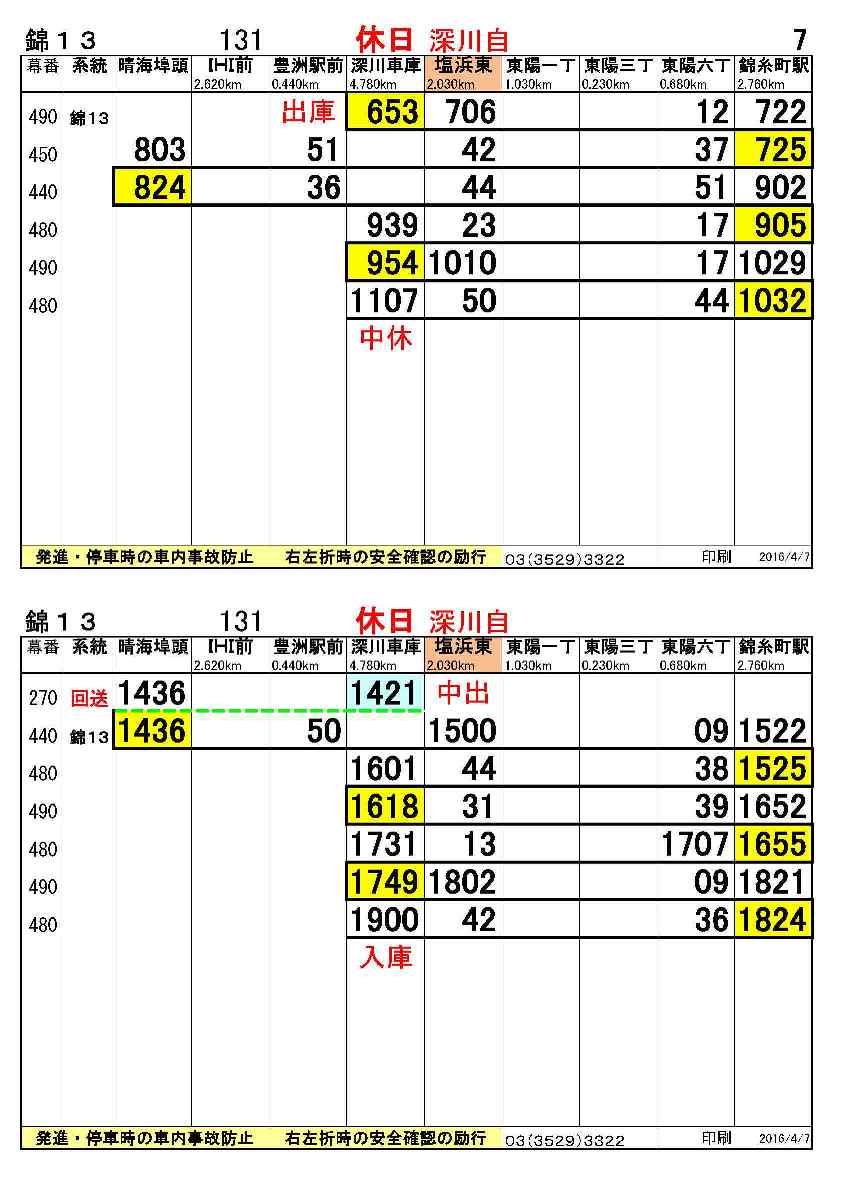 錦１３ 131 休日 深川自 7
幕番 系統 晴海埠頭 IHI前 豊洲駅前 深川車庫 塩浜東 東陽一丁 東陽三丁 東陽六丁 錦糸町駅
2.620km 0.440km 4.780km 2.030km 1.030km 0.230km 0.680km 2.760km
490 錦13 出庫 653 706 12 722
450 803 51 42 37 725
440 824 36 44 51 902
480 939 23 17 905
490 954 1010 17 1029
480 1107 50 44 1032
中休
発進・停車時の車内事故防止 右左折時の安全確認の励行 03(3529)3322 印刷 2016/4/7
錦１３ 131 休日 深川自
幕番 系統 晴海埠頭 IHI前 豊洲駅前 深川車庫 塩浜東 東陽一丁 東陽三丁 東陽六丁 錦糸町駅
2.620km 0.440km 4.780km 2.030km 1.030km 0.230km 0.680km 2.760km
270 回送 1436 1421 中出
440 錦13 1436 50 1500 09 1522
480 1601 44 38 1525
490 1618 31 39 1652
480 1731 13 1707 1655
490 1749 1802 09 1821
480 1900 42 36 1824
入庫
発進・停車時の車内事故防止 右左折時の安全確認の励行 03(3529)3322 印刷 2016/4/7